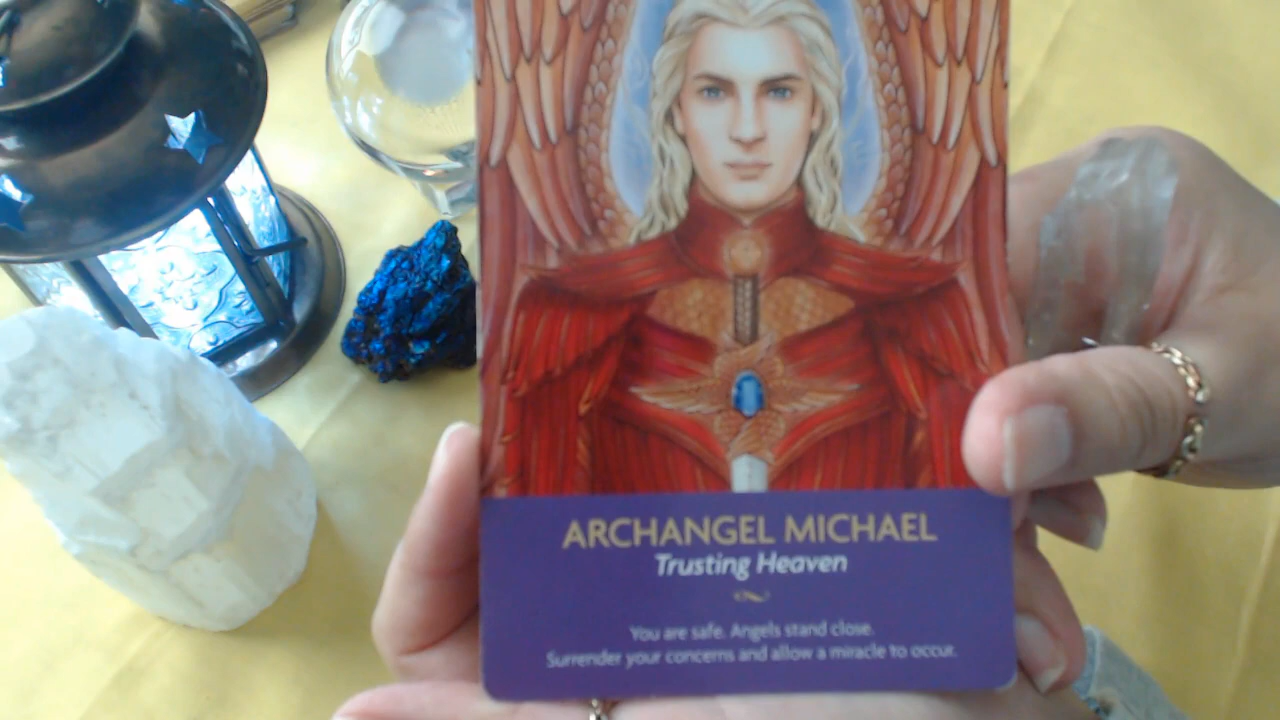 ARCHANGEL MICHAEL
Trusting Heaven
You are safe. Angels stand close.
Surrender your concerns and allow a miracle to occur.